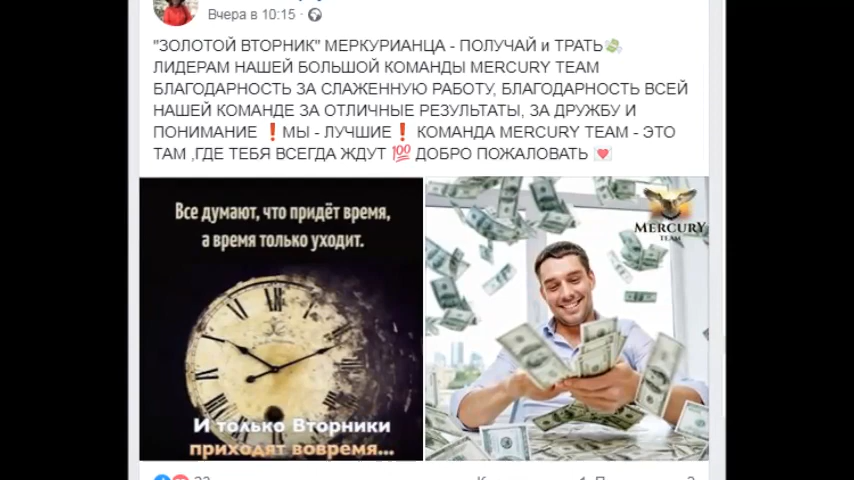 Вчера в 10:15 ·
"ЗОЛОТОЙ ВТОРНИК" МЕРКУРИАНЦА - ПОЛУЧАЙ и ТРАТЬ💸
ЛИДЕРАМ НАШЕЙ БОЛЬШОЙ КОМАНДЫ MERCURY TEAM
БЛАГОДАРНОСТЬ ЗА СЛАЖЕННУЮ РАБОТУ, БЛАГОДАРНОСТЬ ВСЕЙ
НАШЕЙ КОМАНДЕ ЗА ОТЛИЧНЫЕ РЕЗУЛЬТАТЫ, ЗА ДРУЖБУ И
ПОНИМАНИЕ ❗МЫ - ЛУЧШИЕ❗ КОМАНДА MERCURY TEAM - ЭТО
ТАМ ,ГДЕ ТЕБЯ ВСЕГДА ЖДУТ 💯 ДОБРО ПОЖАЛОВАТЬ 💌
Все думают, что придёт время,
а время только уходит.
И только Вторники
приходят вовремя...
MERCURY
TEAM